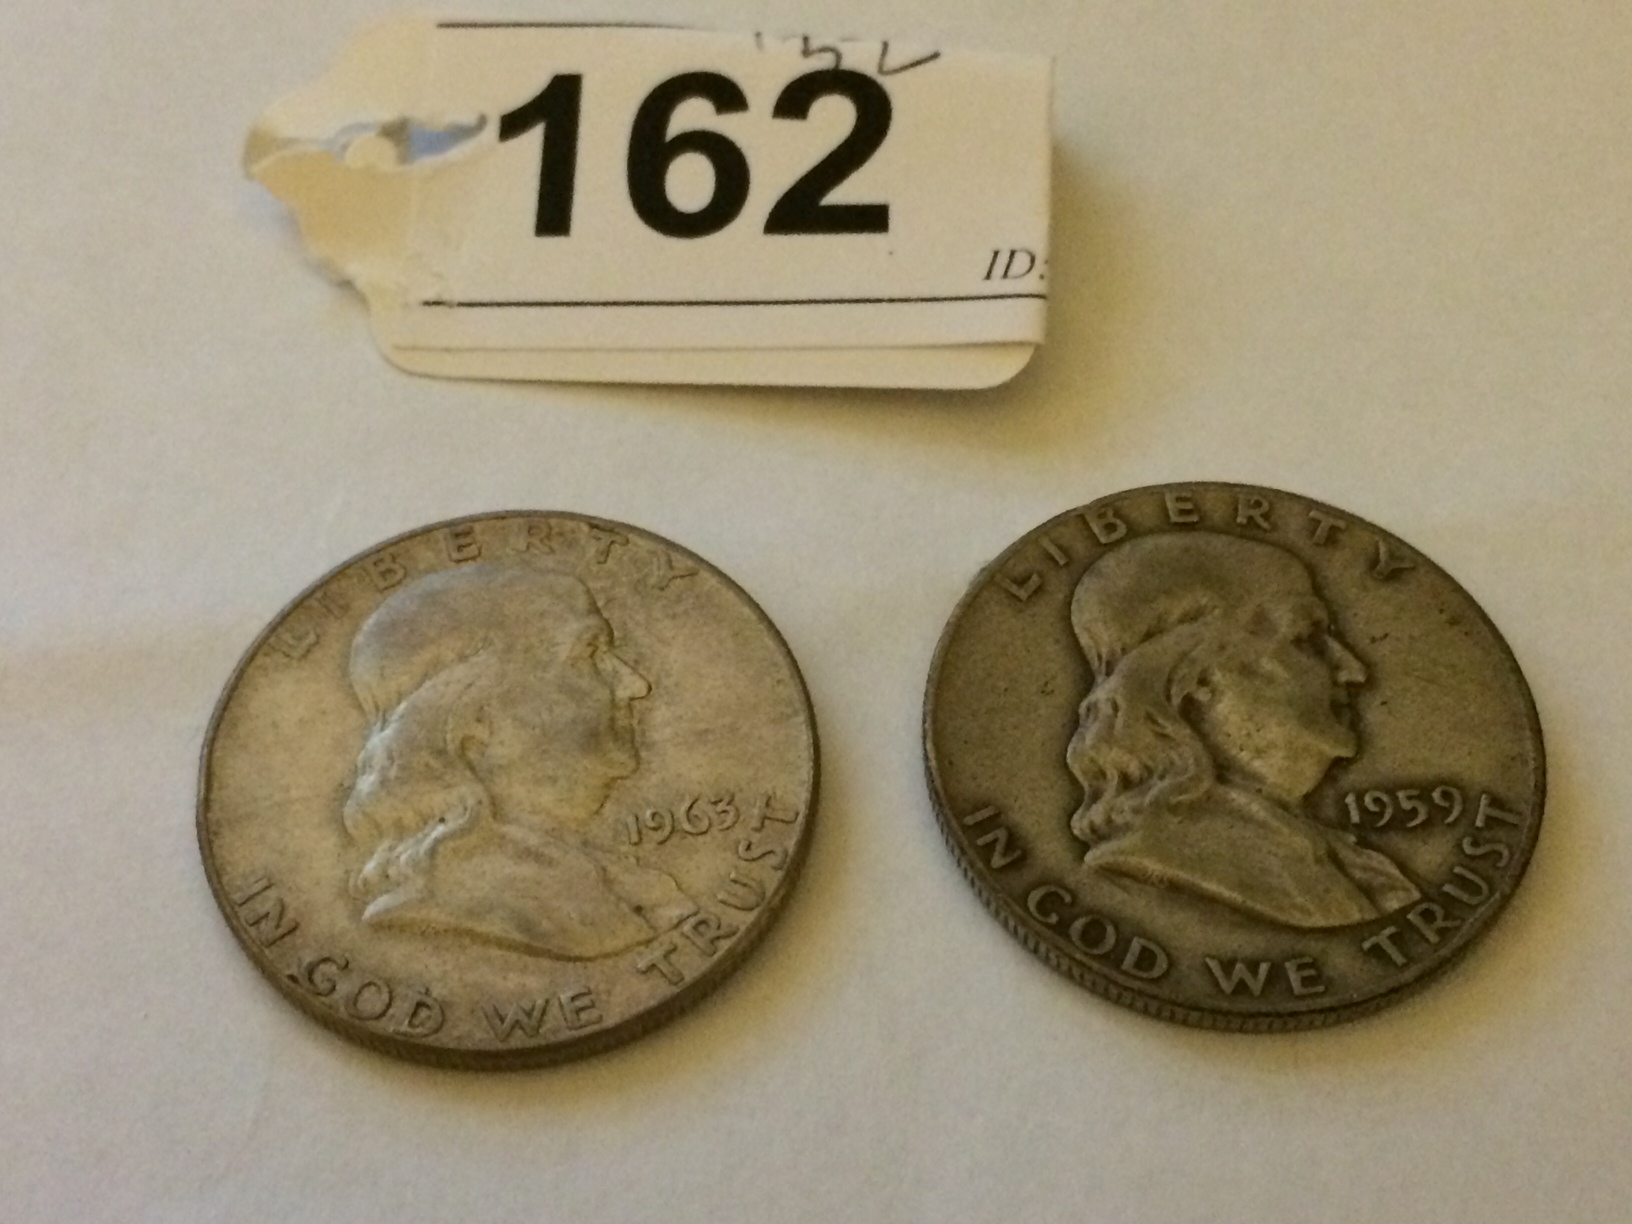 162
ID:
LIBERTY
1963
IN GOD WE TRUST
LIBERTY
1959
IN GOD WE TRUST